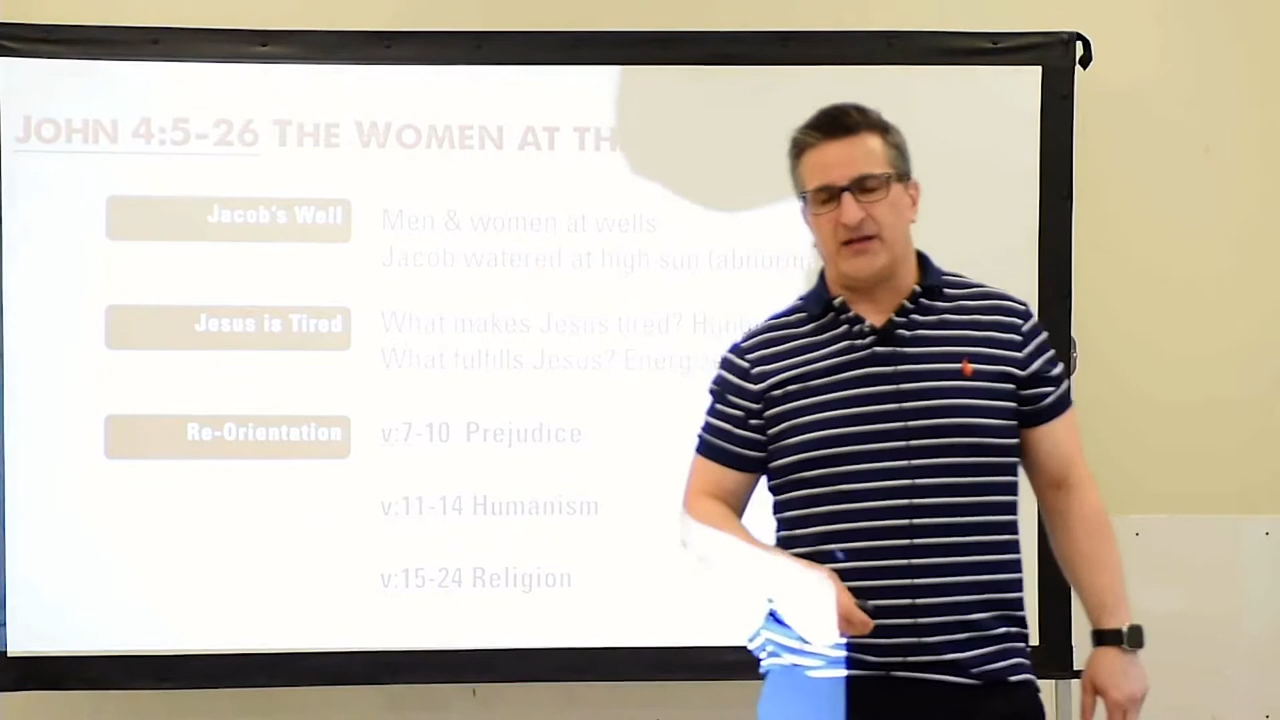 JOHN 4:5-26 THE WOMEN AT TH
Jacob's Well
Men & women at wells
Jacob watered at high sun
Jesus is Tired
What makes Jesus tired?
What fulfills Jesus?
Re-Orientation
v:7-10 Prejudice
v:11-14 Humanism
v:15-24 Religion